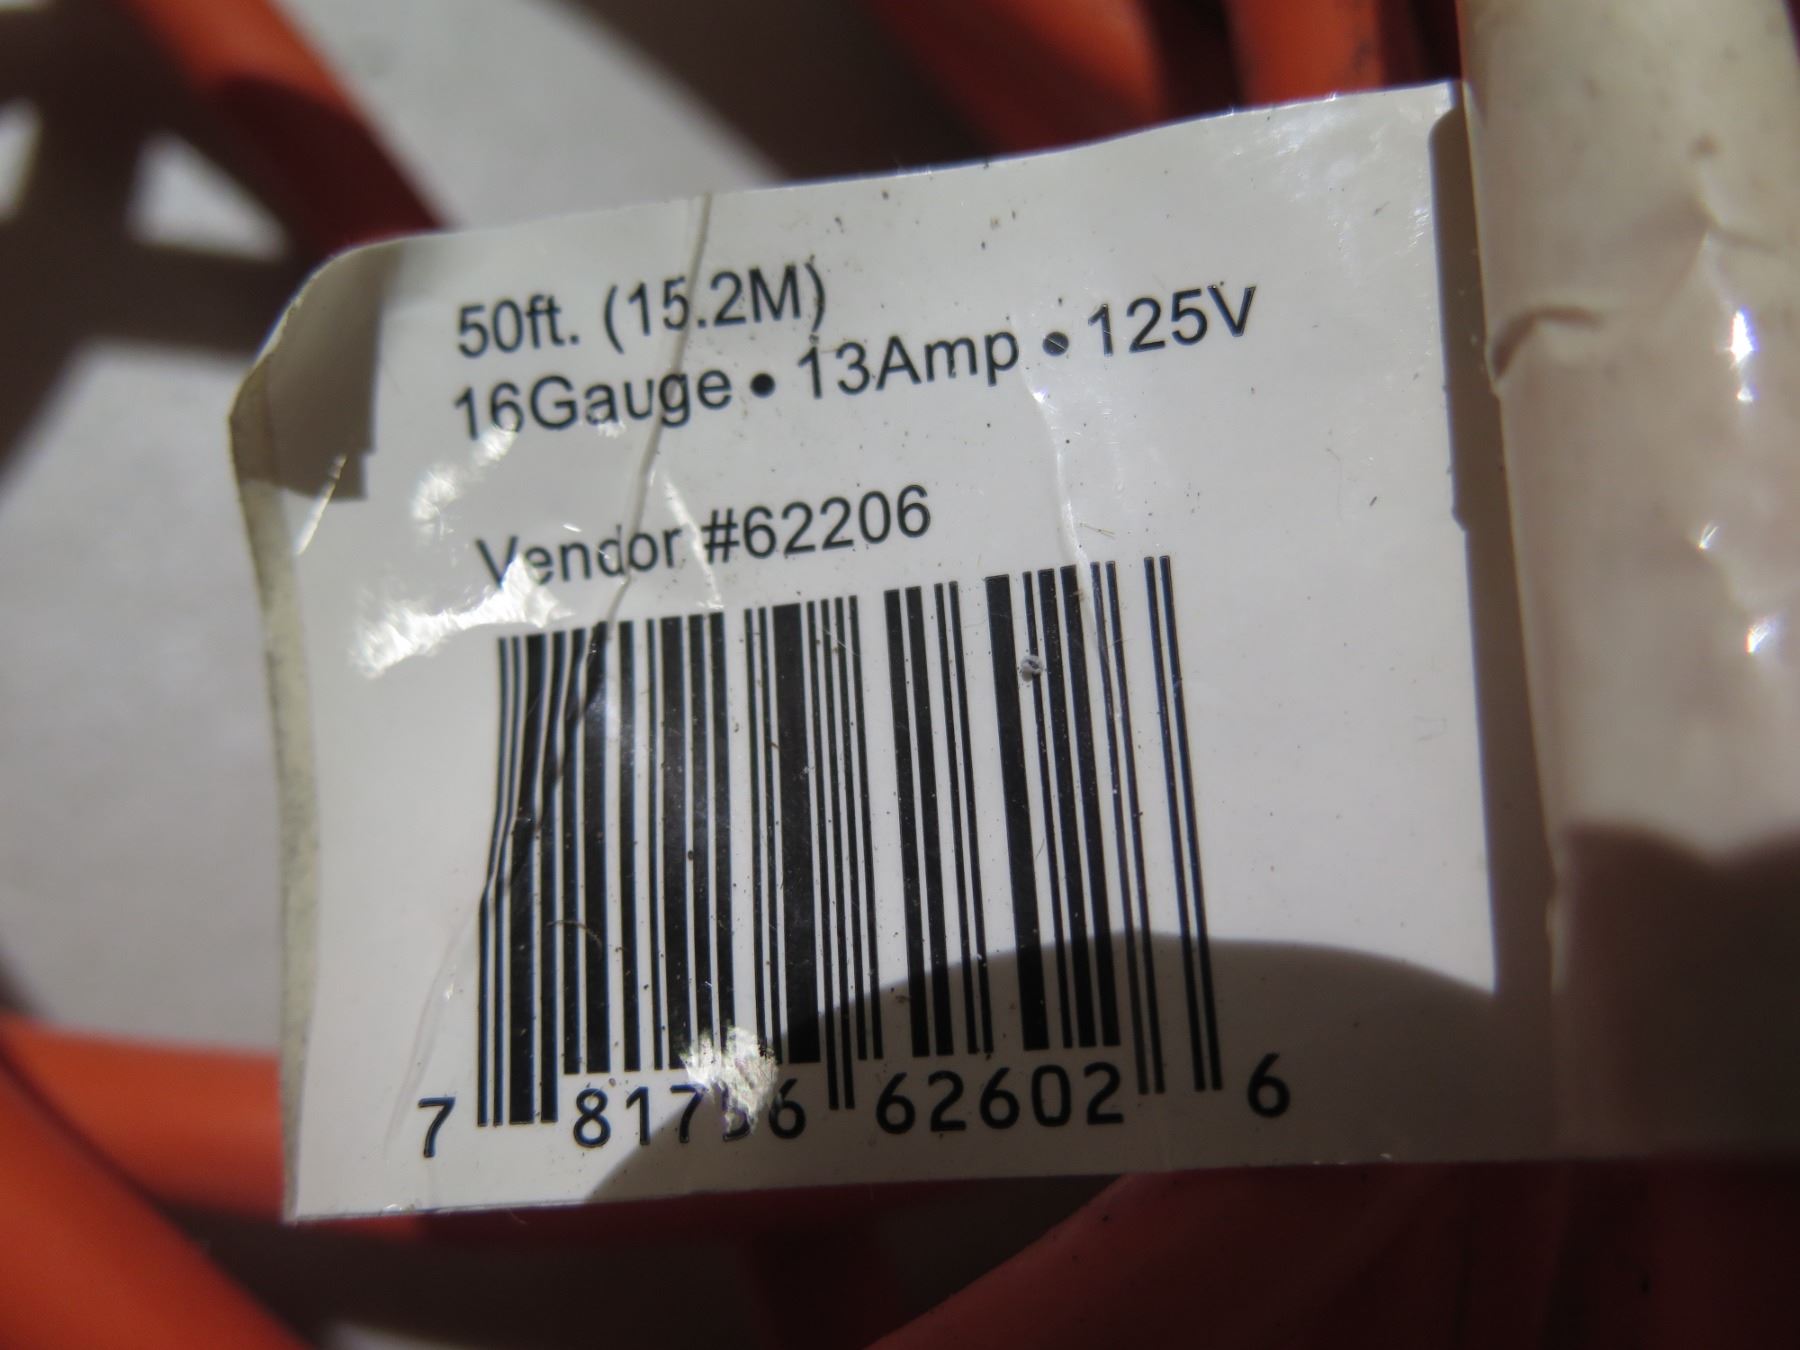 50ft. (15.2M)
16Gauge • 13Amp • 125V
Vendor #62206
7 81756 62602 6